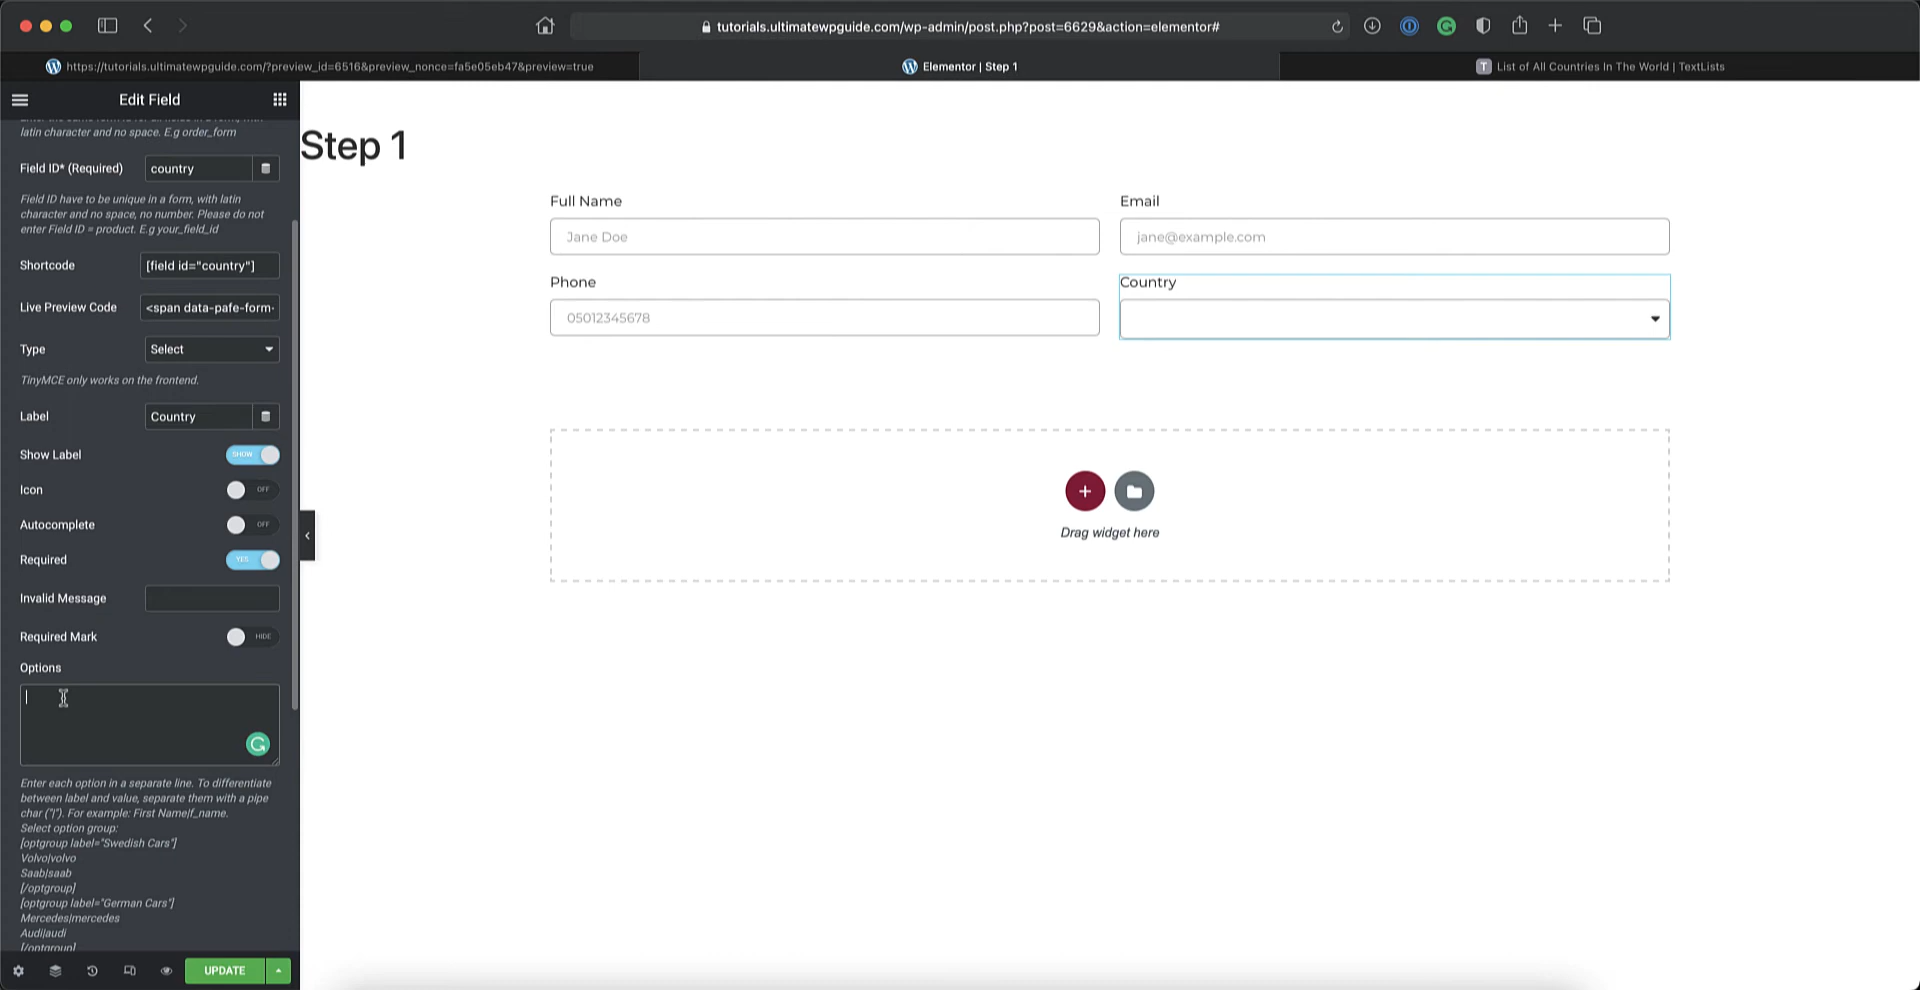 tutorials.ultimatewpguide.com/wp-admin/post.php?post=6629&action=elementor#
https://tutorials.ultimatewpguide.com/?preview_id=6516&preview_nonce=fa5e05eb47&preview=true
Elementor | Step 1
T List of All Countries In The World | TextLists
Edit Field
latin character and no space. E.g order_form
Field ID* (Required)
country
Field ID have to be unique in a form, with latin
character and no space, no number. Please do not
enter Field ID = product. E.g your_field_id
Shortcode
[field id="country"]
Live Preview Code
<span data-pafe-form-
Type
Select
TinyMCE only works on the frontend.
Label
Country
Show Label
SHOW
Icon
OFF
Autocomplete
OFF
Required
YES
Invalid Message
Required Mark
HIDE
Options
Enter each option in a separate line. To differentiate
between label and value, separate them with a pipe
char ("|"). For example: First Name|f_name.
Select option group:
[optgroup label="Swedish Cars"]
Volvo|volvo
Saab|saab
[/optgroup]
[optgroup label="German Cars"]
Mercedes|mercedes
Audi|audi
[/optgroup]
UPDATE
Step 1
Full Name
Jane Doe
Email
jane@example.com
Phone
05012345678
Country
Drag widget here